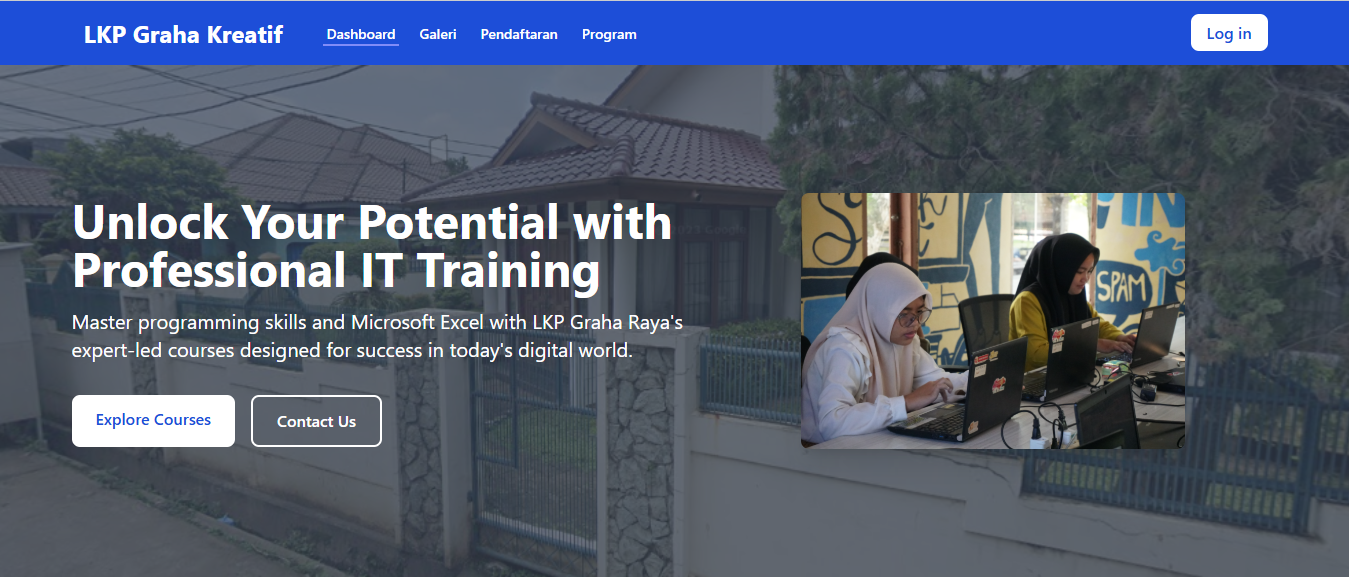 LKP Graha Kreatif
Dashboard
Galeri
Pendaftaran
Program
Log in
Unlock Your Potential with
Professional IT Training
Master programming skills and Microsoft Excel with LKP Graha Raya's
expert-led courses designed for success in today's digital world.
Explore Courses
Contact Us
SPAM